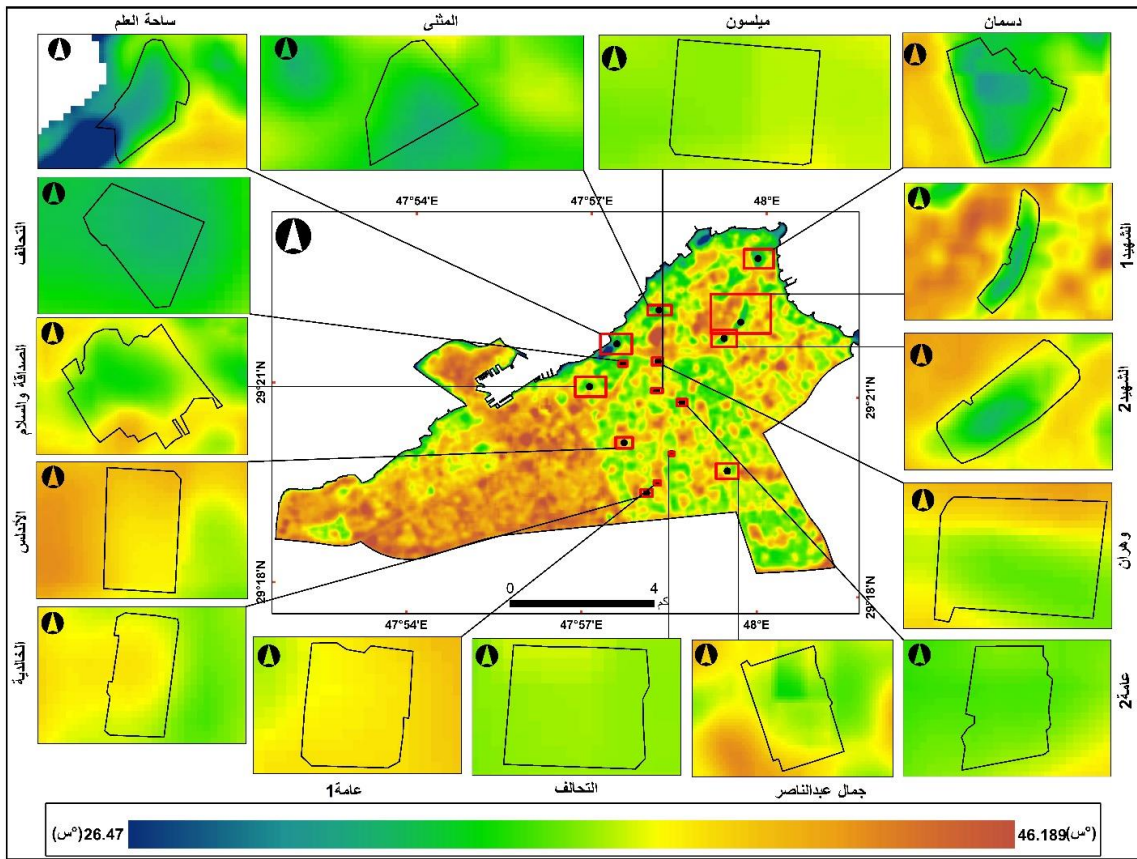 ساحة العلم
المثنى
ميلسون
دسمان
التحالف
الشهيد1
47°54'E
47°57'E
48°E
الصداقة والسلام
الشهيد2
29°21'N
29°21'N
الأندلس
وهران
29°18'N
29°18'N
0
4
كم
47°54'E
47°57'E
48°E
الخالدية
عامة2
عامة1
التحالف
جمال عبدالناصر
26.47(°س)
46.189(°س)